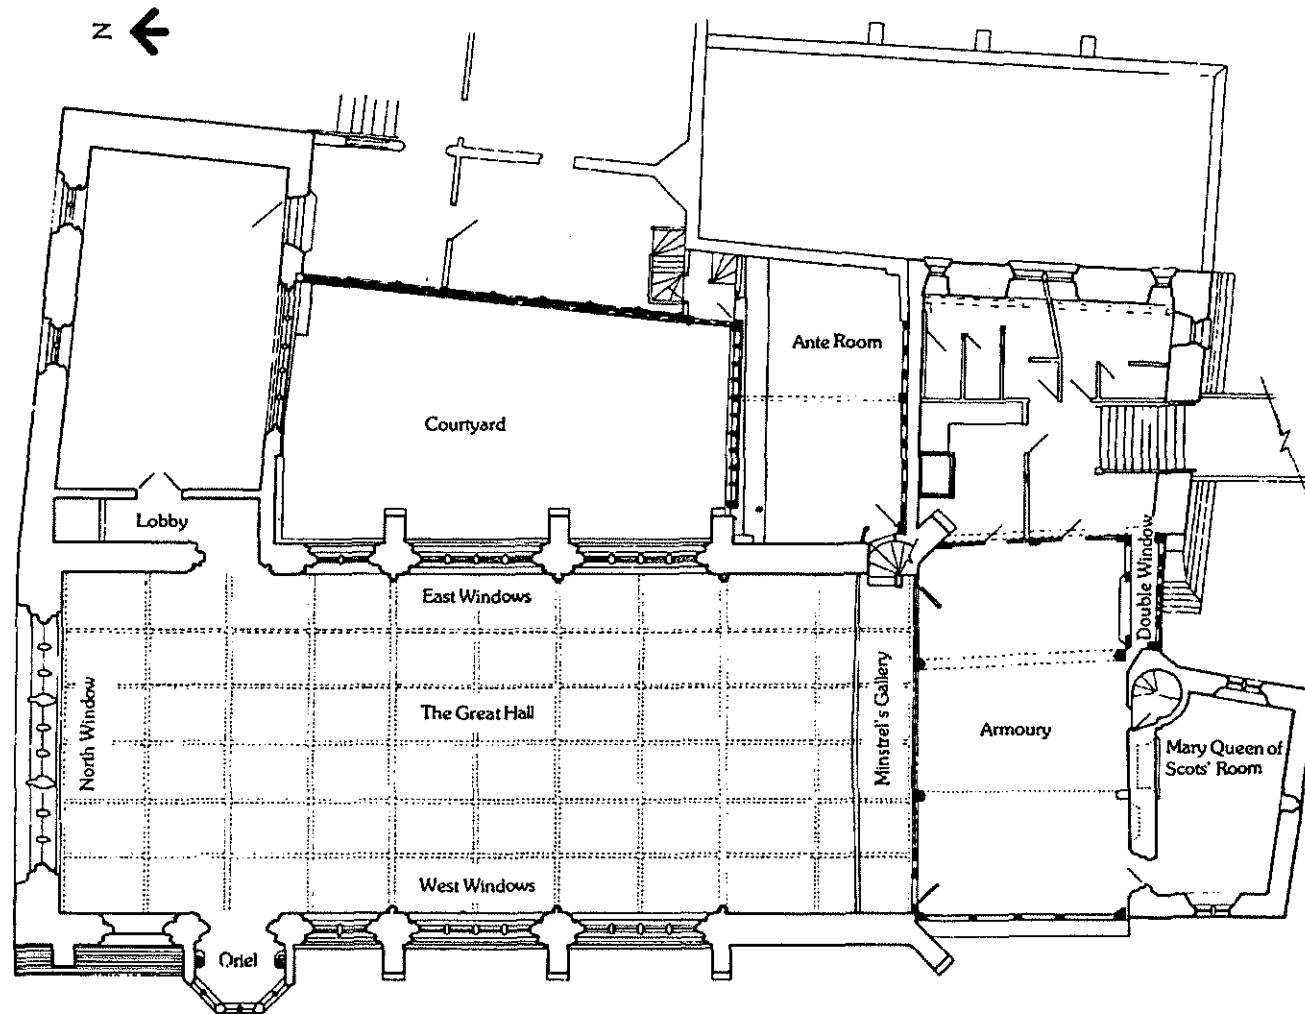 N
Ante Room
Courtyard
Lobby
East Windows
Double Window
North Window
The Great Hall
Minstrel's Gallery
Armoury
Mary Queen of
Scots' Room
West Windows
Oriel